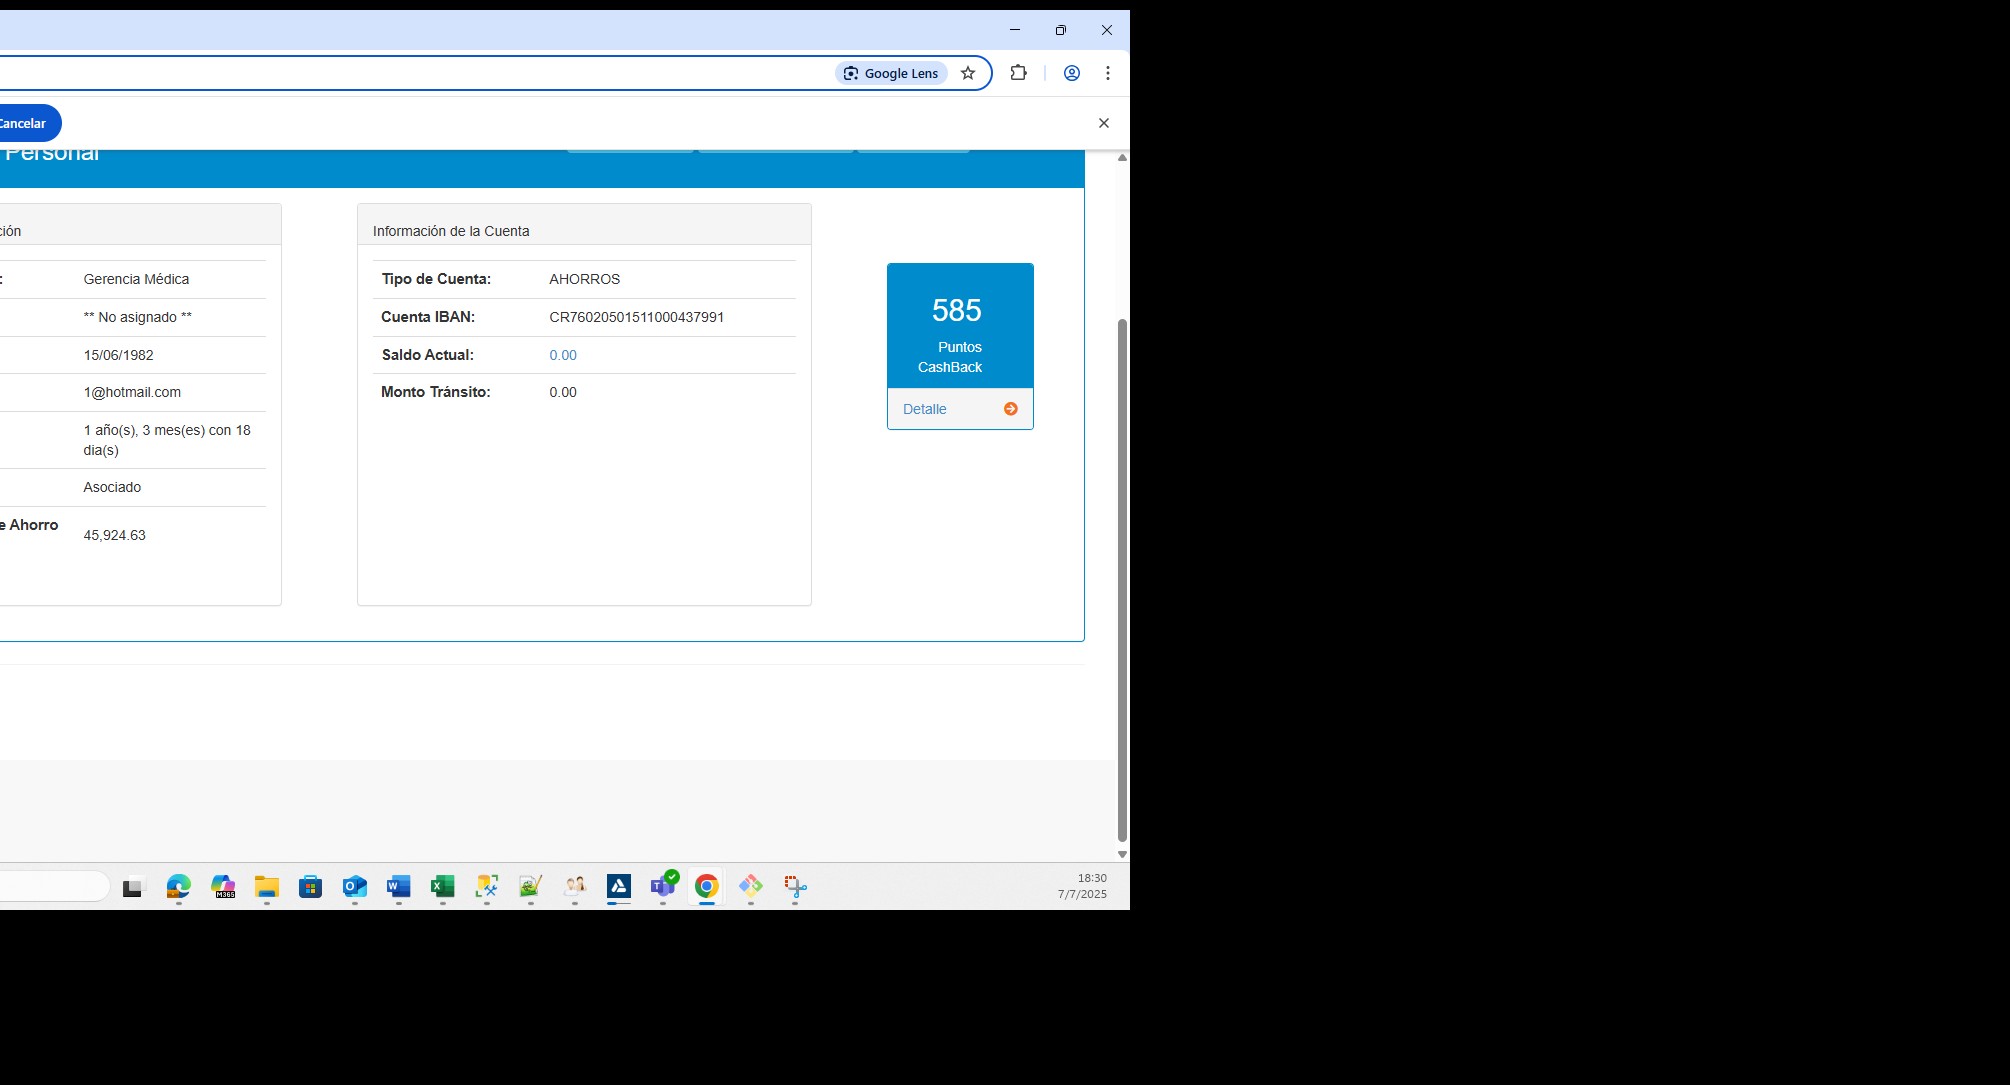 Google Lens
Cancelar
Personal
ción
:
Gerencia Médica
** No asignado **
15/06/1982
1@hotmail.com
1 año(s), 3 mes(es) con 18
dia(s)
Asociado
e Ahorro
45,924.63
Información de la Cuenta
Tipo de Cuenta: AHORROS
Cuenta IBAN: CR76020501511000437991
Saldo Actual: 0.00
Monto Tránsito: 0.00
585
Puntos
CashBack
Detalle
M365
18:30
7/7/2025